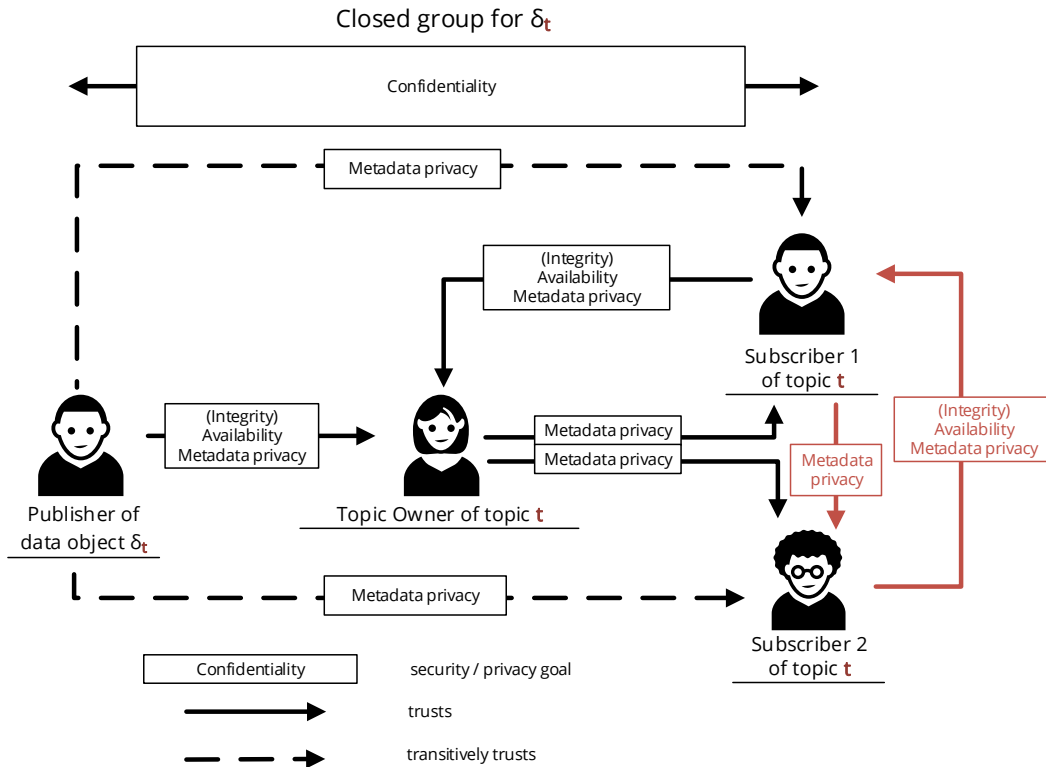 Closed group for δt
Confidentiality
Metadata privacy
(Integrity)
Availability
Metadata privacy
Subscriber 1
of topic t
(Integrity)
Availability
Metadata privacy
(Integrity)
Availability
Metadata privacy
Metadata privacy
Metadata privacy
Metadata
privacy
Publisher of
data object δt
Topic Owner of topic t
Metadata privacy
Subscriber 2
of topic t
Confidentiality
security / privacy goal
trusts
transitively trusts